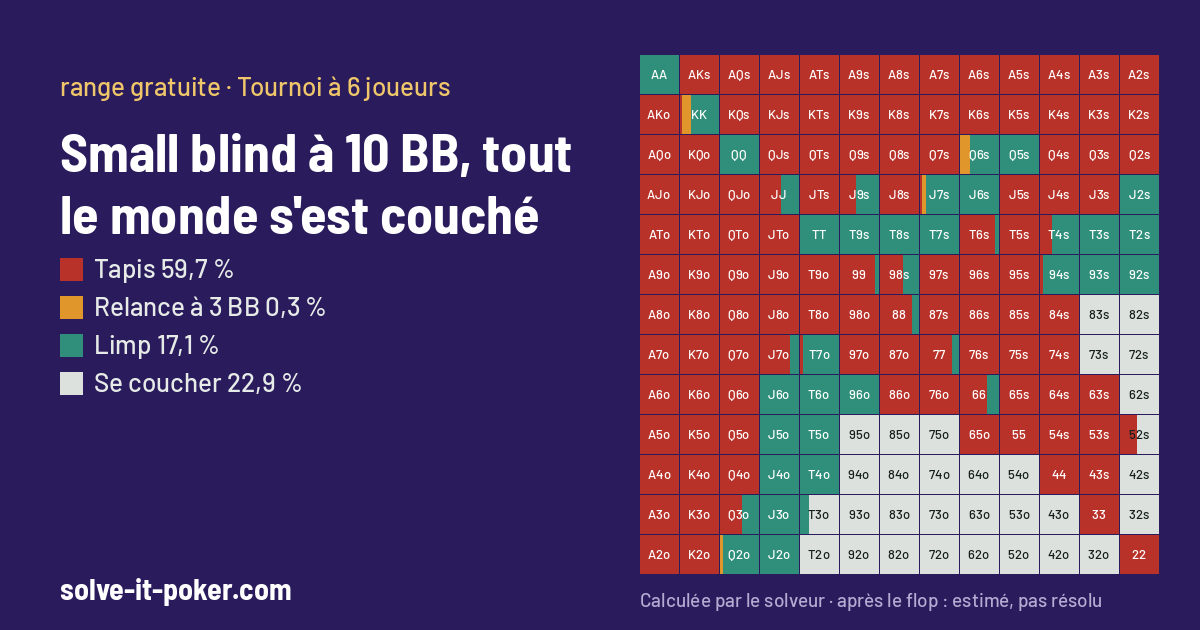 range gratuite · Tournoi à 6 joueurs
Small blind à 10 BB, tout
le monde s'est couché
Tapis 59,7 %
Relance à 3 BB 0,3 %
Limp 17,1 %
Se coucher 22,9 %
solve-it-poker.com
AA AKs AQs AJs ATs A9s A8s A7s A6s A5s A4s A3s A2s
AKo KK KQs KJs KTs K9s K8s K7s K6s K5s K4s K3s K2s
AQo KQo QQ QJs QTs Q9s Q8s Q7s Q6s Q5s Q4s Q3s Q2s
AJo KJo QJo JJ JTs J9s J8s J7s J6s J5s J4s J3s J2s
ATo KTo QTo JTo TT T9s T8s T7s T6s T5s T4s T3s T2s
A9o K9o Q9o J9o T9o 99 98s 97s 96s 95s 94s 93s 92s
A8o K8o Q8o J8o T8o 98o 88 87s 86s 85s 84s 83s 82s
A7o K7o Q7o J7o T7o 97o 87o 77 76s 75s 74s 73s 72s
A6o K6o Q6o J6o T6o 96o 86o 76o 66 65s 64s 63s 62s
A5o K5o Q5o J5o T5o 95o 85o 75o 65o 55 54s 53s 52s
A4o K4o Q4o J4o T4o 94o 84o 74o 64o 54o 44 43s 42s
A3o K3o Q3o J3o T3o 93o 83o 73o 63o 53o 43o 33 32s
A2o K2o Q2o J2o T2o 92o 82o 72o 62o 52o 42o 32o 22
Calculée par le solveur · après le flop : estimé, pas résolu